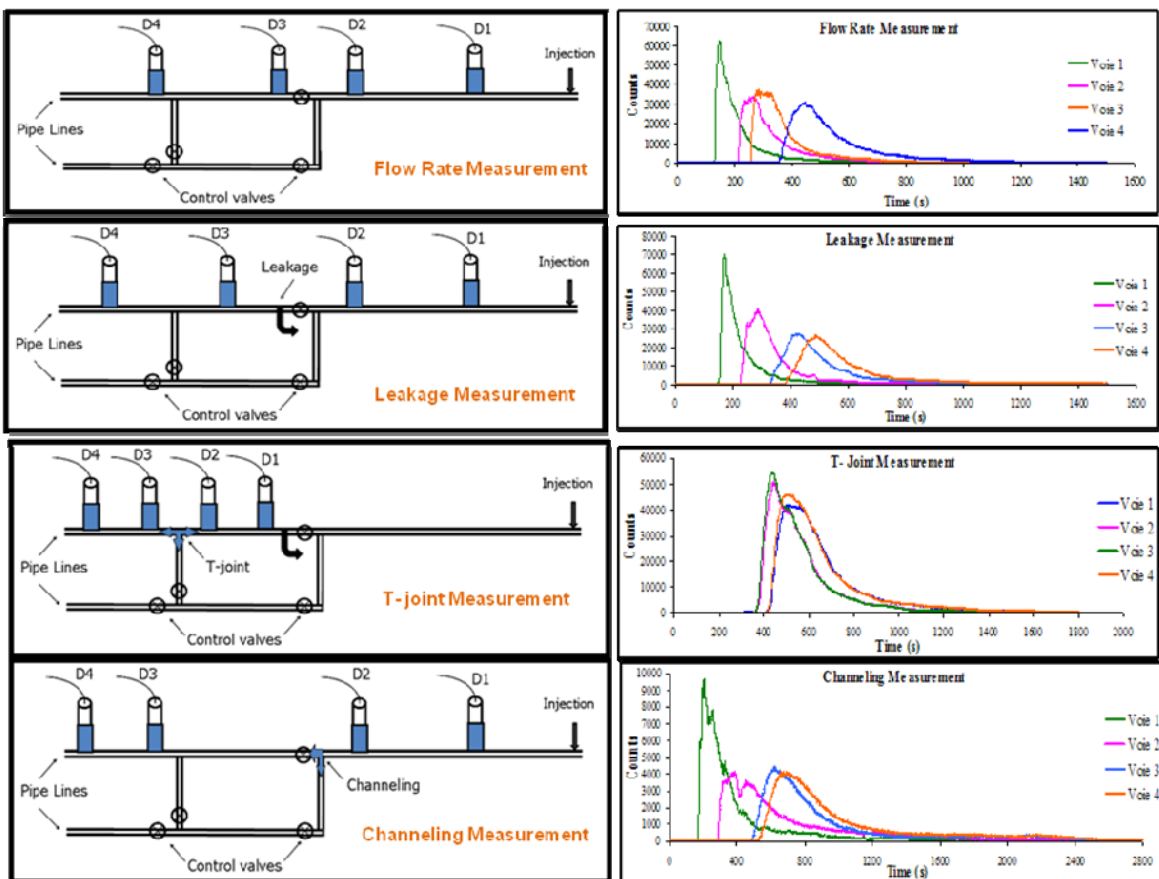 D4 D3 D2 D1
Injection
Pipe Lines
Control valves
Flow Rate Measurement
Flow Rate Measurement
Counts
70000
60000
50000
40000
30000
20000
10000
0
0 200 400 600 800 1000 1200 1400 1600
Time (s)
Voie 1
Voie 2
Voie 3
Voie 4
D4 D3 D2 D1
Leakage
Injection
Pipe Lines
Control valves
Leakage Measurement
Leakage Measurement
Counts
80000
70000
60000
50000
40000
30000
20000
10000
0
0 200 400 600 800 1000 1200 1400 1600
Time (s)
Voie 1
Voie 2
Voie 3
Voie 4
D4 D3 D2 D1
Injection
Pipe Lines
T-joint
Control valves
T-joint Measurement
T- Joint Measurement
Counts
60000
50000
40000
30000
20000
10000
0
0 200 400 600 800 1000 1200 1400 1600 1800 2000
Time (s)
Voie 1
Voie 2
Voie 3
Voie 4
D4 D3 D2 D1
Injection
Pipe Lines
Channeling
Control valves
Channeling Measurement
Channeling Measurement
Counts
10000
9000
8000
7000
6000
5000
4000
3000
2000
1000
0
0 400 800 1200 1600 2000 2400 2800
Time (s)
Voie 1
Voie 2
Voie 3
Voie 4